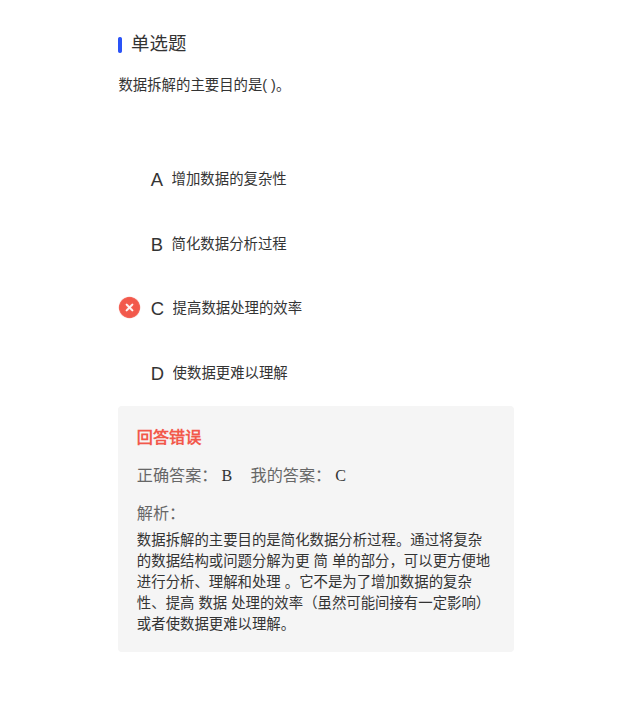 单选题
数据拆解的主要目的是( )。
A 增加数据的复杂性
B 简化数据分析过程
C 提高数据处理的效率
D 使数据更难以理解
回答错误
正确答案： B 我的答案： C
解析：
数据拆解的主要目的是简化数据分析过程。通过将复杂
的数据结构或问题分解为更 简 单的部分，可以更方便地
进行分析、理解和处理 。它不是为了增加数据的复杂
性、提高 数据 处理的效率（虽然可能间接有一定影响）
或者使数据更难以理解。